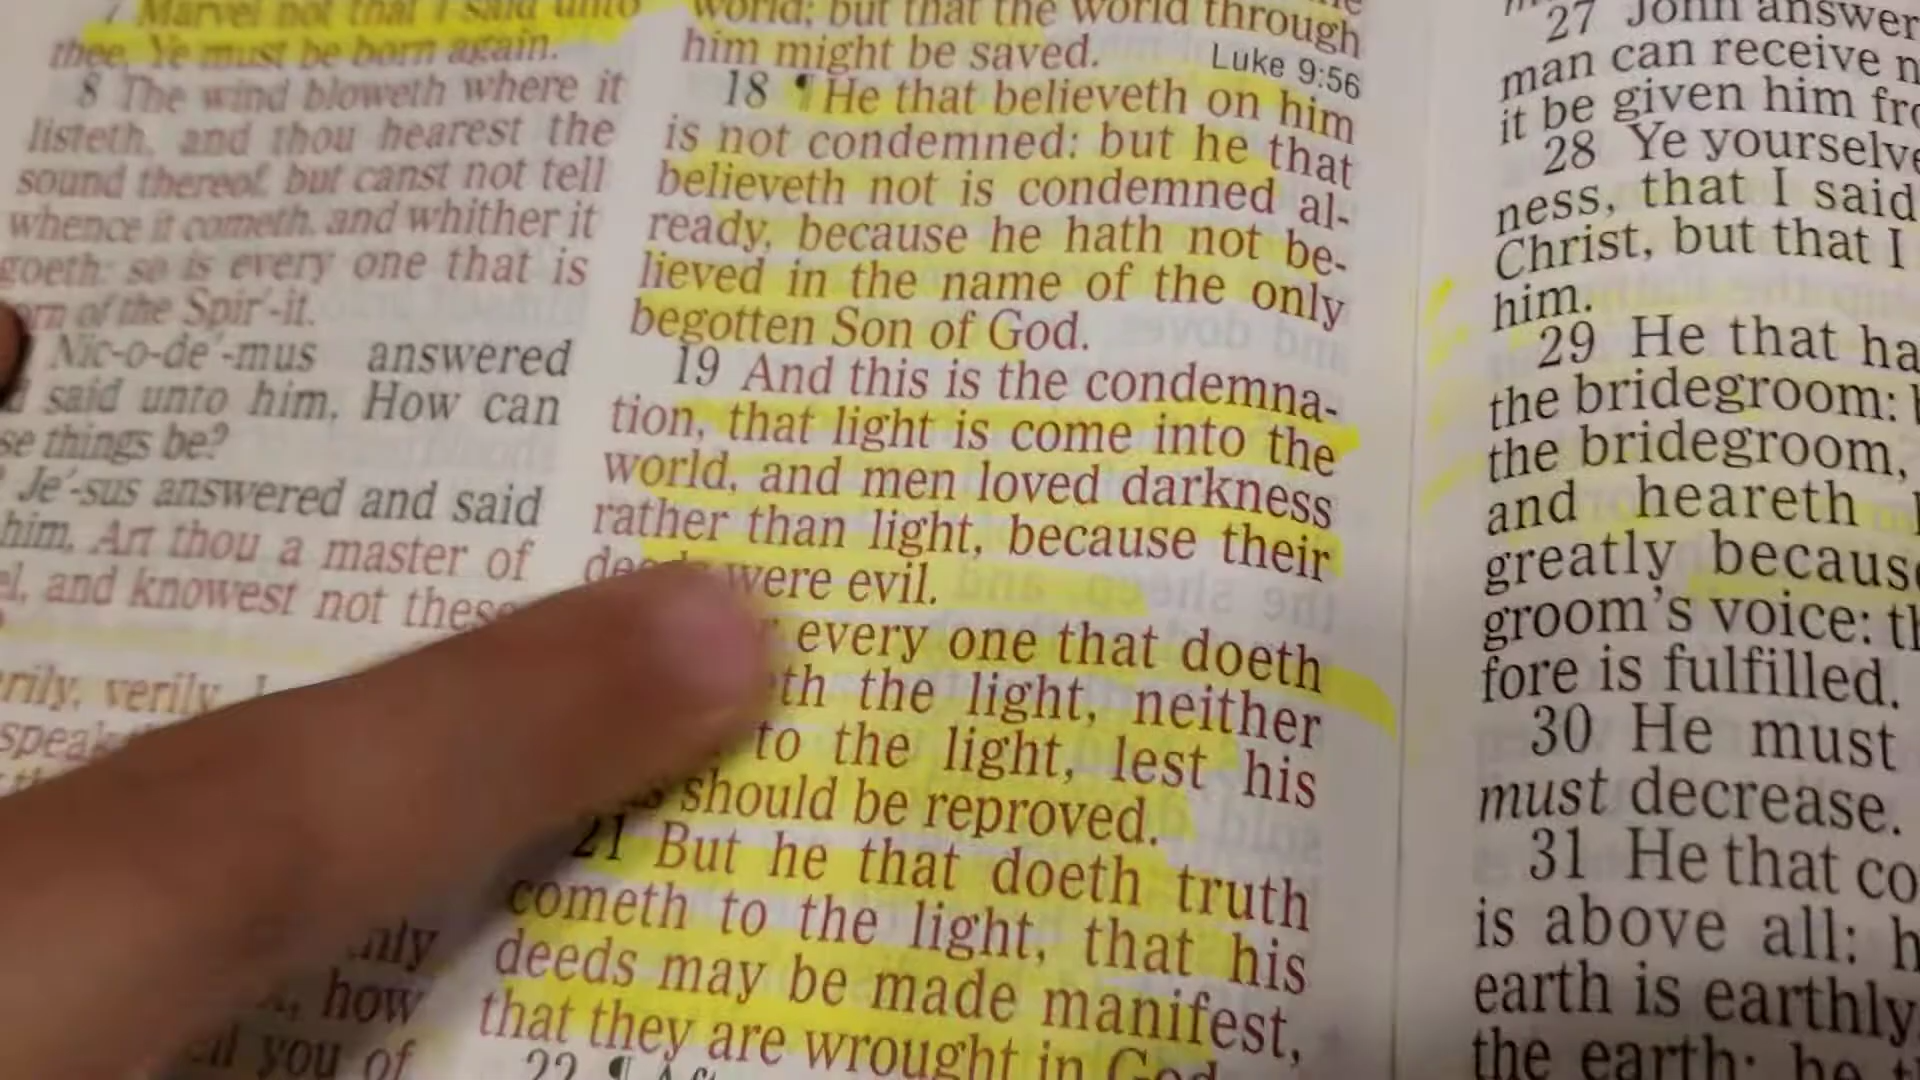 7 Marvel not that I said unto
thee, Ye must be born again.
8 The wind bloweth where it
listeth, and thou hearest the
sound thereof, but canst not tell
whence it cometh, and whither it
goeth: so is every one that is
of the Spir′-it.
Nic-o-de′-mus answered
said unto him, How can
things be?
Je′-sus answered and said
him, Art thou a master of
and knowest not these
verily,
how
you of
world; but that the world through
him might be saved.
Luke 9:56
18 ¶ He that believeth on him
is not condemned: but he that
believeth not is condemned al-
ready, because he hath not be-
lieved in the name of the only
begotten Son of God.
19 And this is the condemna-
tion, that light is come into the
world, and men loved darkness
rather than light, because their
were evil.
every one that doeth
the light, neither
to the light, lest his
should be reproved.
21 But he that doeth truth
cometh to the light, that his
deeds may be made manifest,
that they are wrought in God
22 ¶
27 John answer
man can receive n
it be given him fro
28 Ye yourselve
ness, that I said
Christ, but that I
him.
29 He that ha
the bridegroom: b
the bridegroom,
and heareth
greatly becaus
groom's voice: th
fore is fulfilled.
30 He must
must decrease.
31 He that co
is above all: h
earth is earthly
the earth: he